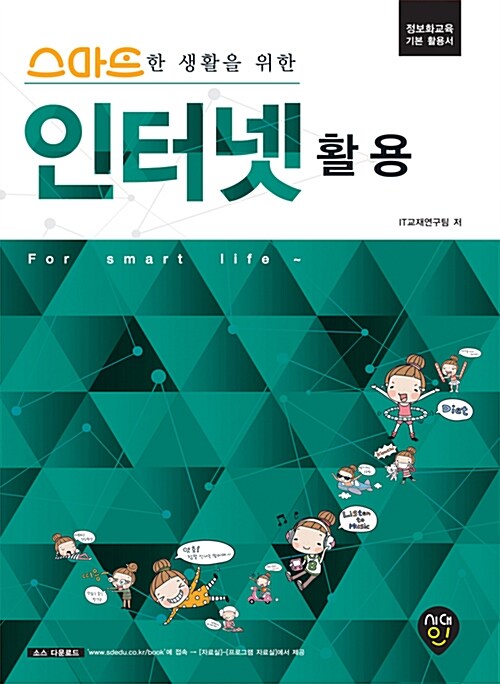 정보화교육
기본 활용서
스마트한 생활을 위한
인터넷 활용
IT교재연구팀 저
For smart life ~
Diet
Listen
to
Music
안녕!
시대인
소스 다운로드 'www.sdedu.co.kr/book'에 접속 → [자료실]-[프로그램 자료실]에서 제공